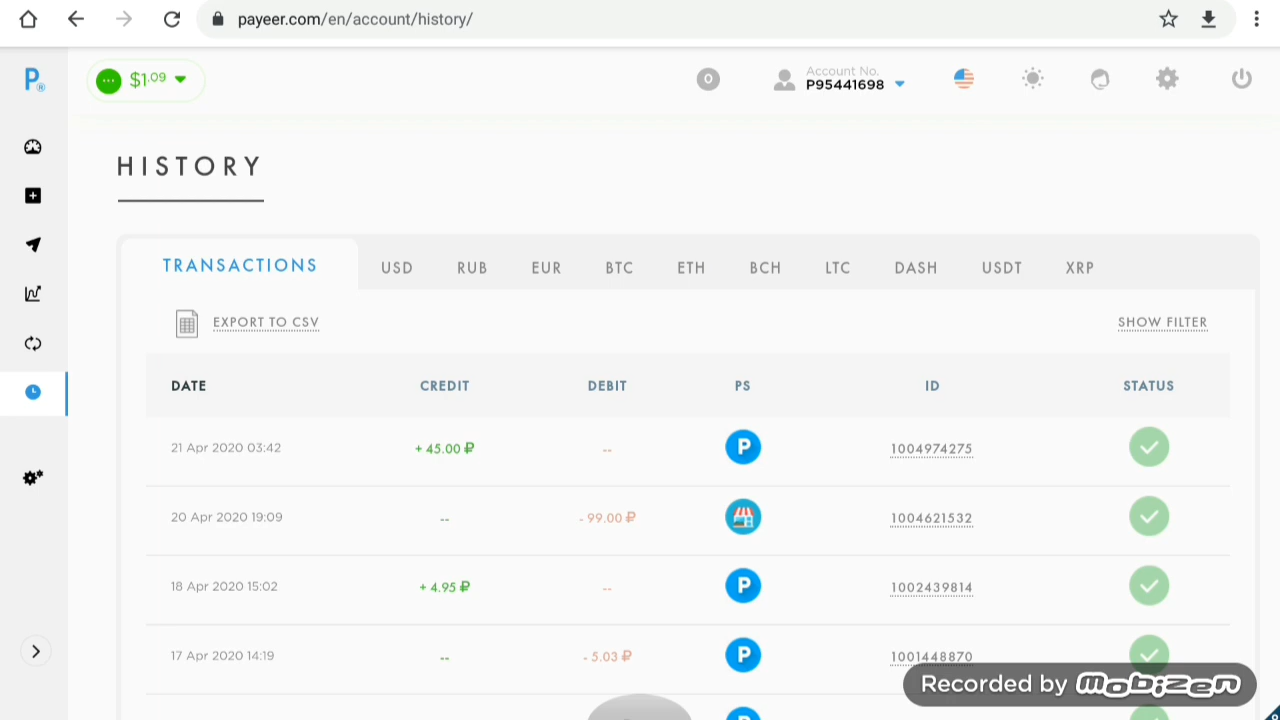 payeer.com/en/account/history/
P
$1.09
0
Account No.
P95441698
HISTORY
TRANSACTIONS USD RUB EUR BTC ETH BCH LTC DASH USDT XRP
EXPORT TO CSV SHOW FILTER
DATE CREDIT DEBIT PS ID STATUS
21 Apr 2020 03:42 + 45.00 ₽ -- P 1004974275
20 Apr 2020 19:09 -- - 99.00 ₽ 1004621532
18 Apr 2020 15:02 + 4.95 ₽ -- P 1002439814
17 Apr 2020 14:19 -- - 5.03 ₽ P 1001448870
Recorded by mobizen